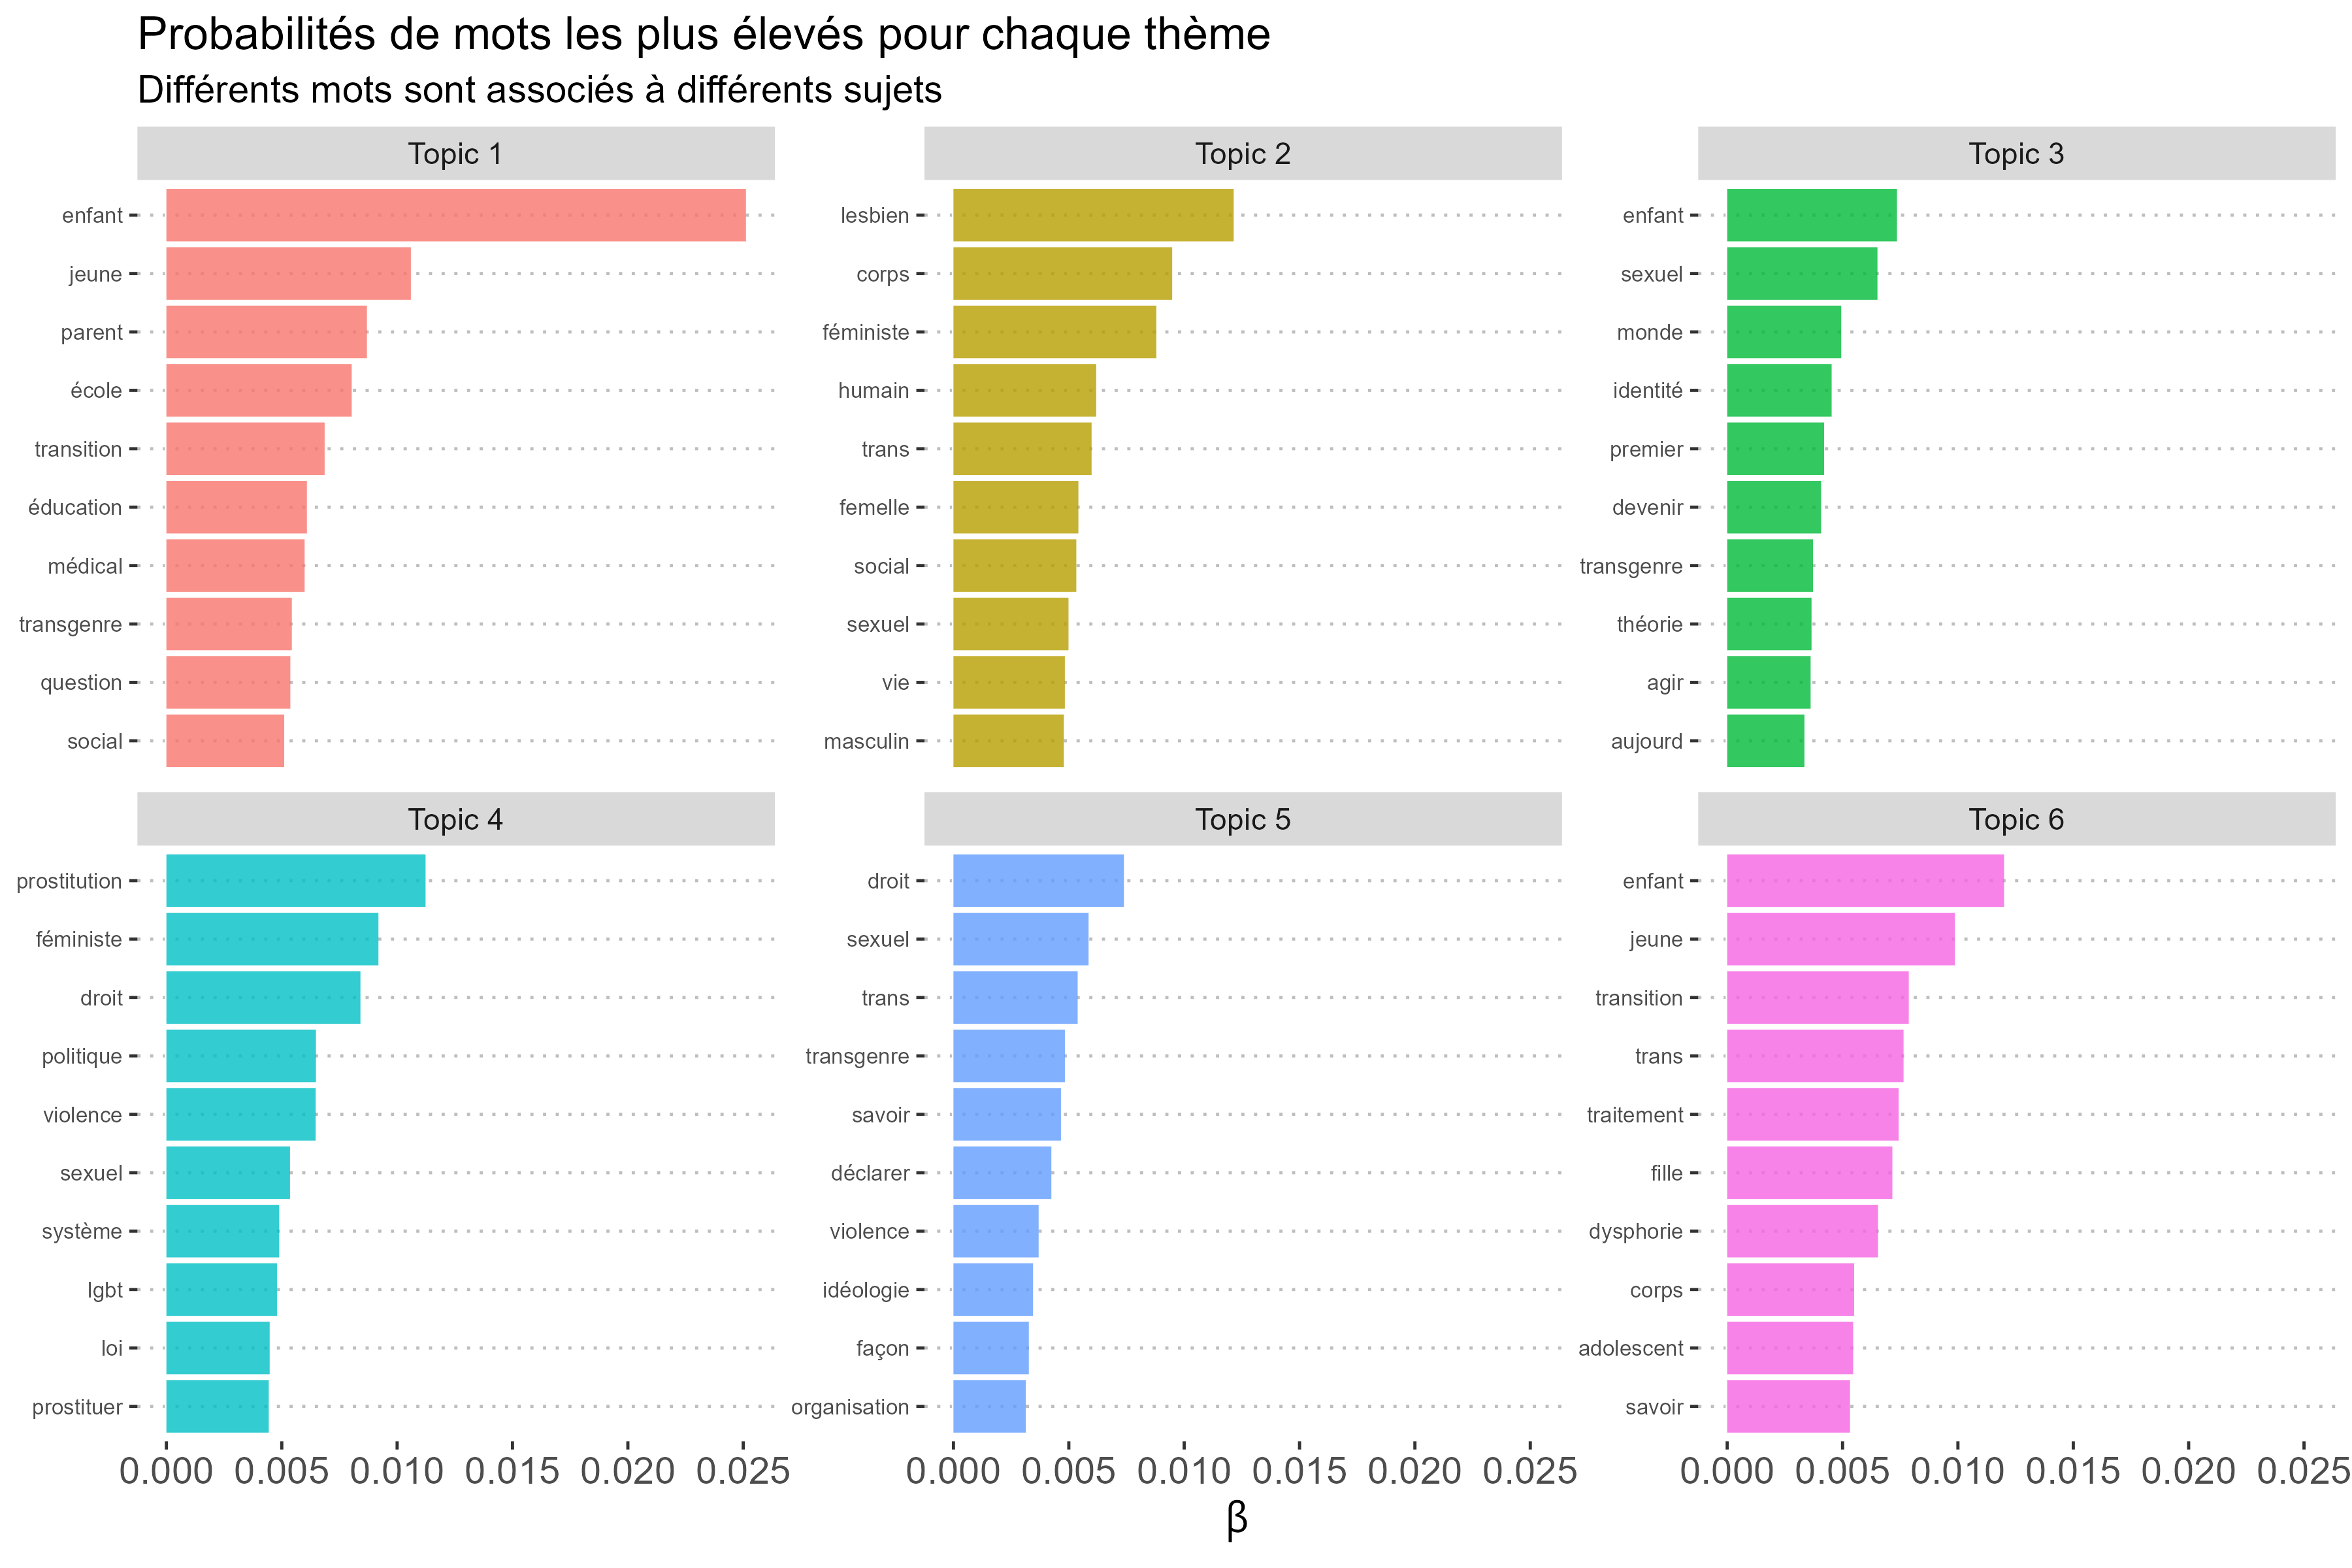 Probabilités de mots les plus élevés pour chaque thème
Différents mots sont associés à différents sujets
Topic 1
enfant
jeune
parent
école
transition
éducation
médical
transgenre
question
social
Topic 2
lesbien
corps
féministe
humain
trans
femelle
social
sexuel
vie
masculin
Topic 3
enfant
sexuel
monde
identité
premier
devenir
transgenre
théorie
agir
aujourd
Topic 4
prostitution
féministe
droit
politique
violence
sexuel
système
lgbt
loi
prostituer
0.000 0.005 0.010 0.015 0.020 0.025
Topic 5
droit
sexuel
trans
transgenre
savoir
déclarer
violence
idéologie
façon
organisation
0.000 0.005 0.010 0.015 0.020 0.025
Topic 6
enfant
jeune
transition
trans
traitement
fille
dysphorie
corps
adolescent
savoir
0.000 0.005 0.010 0.015 0.020 0.025
β